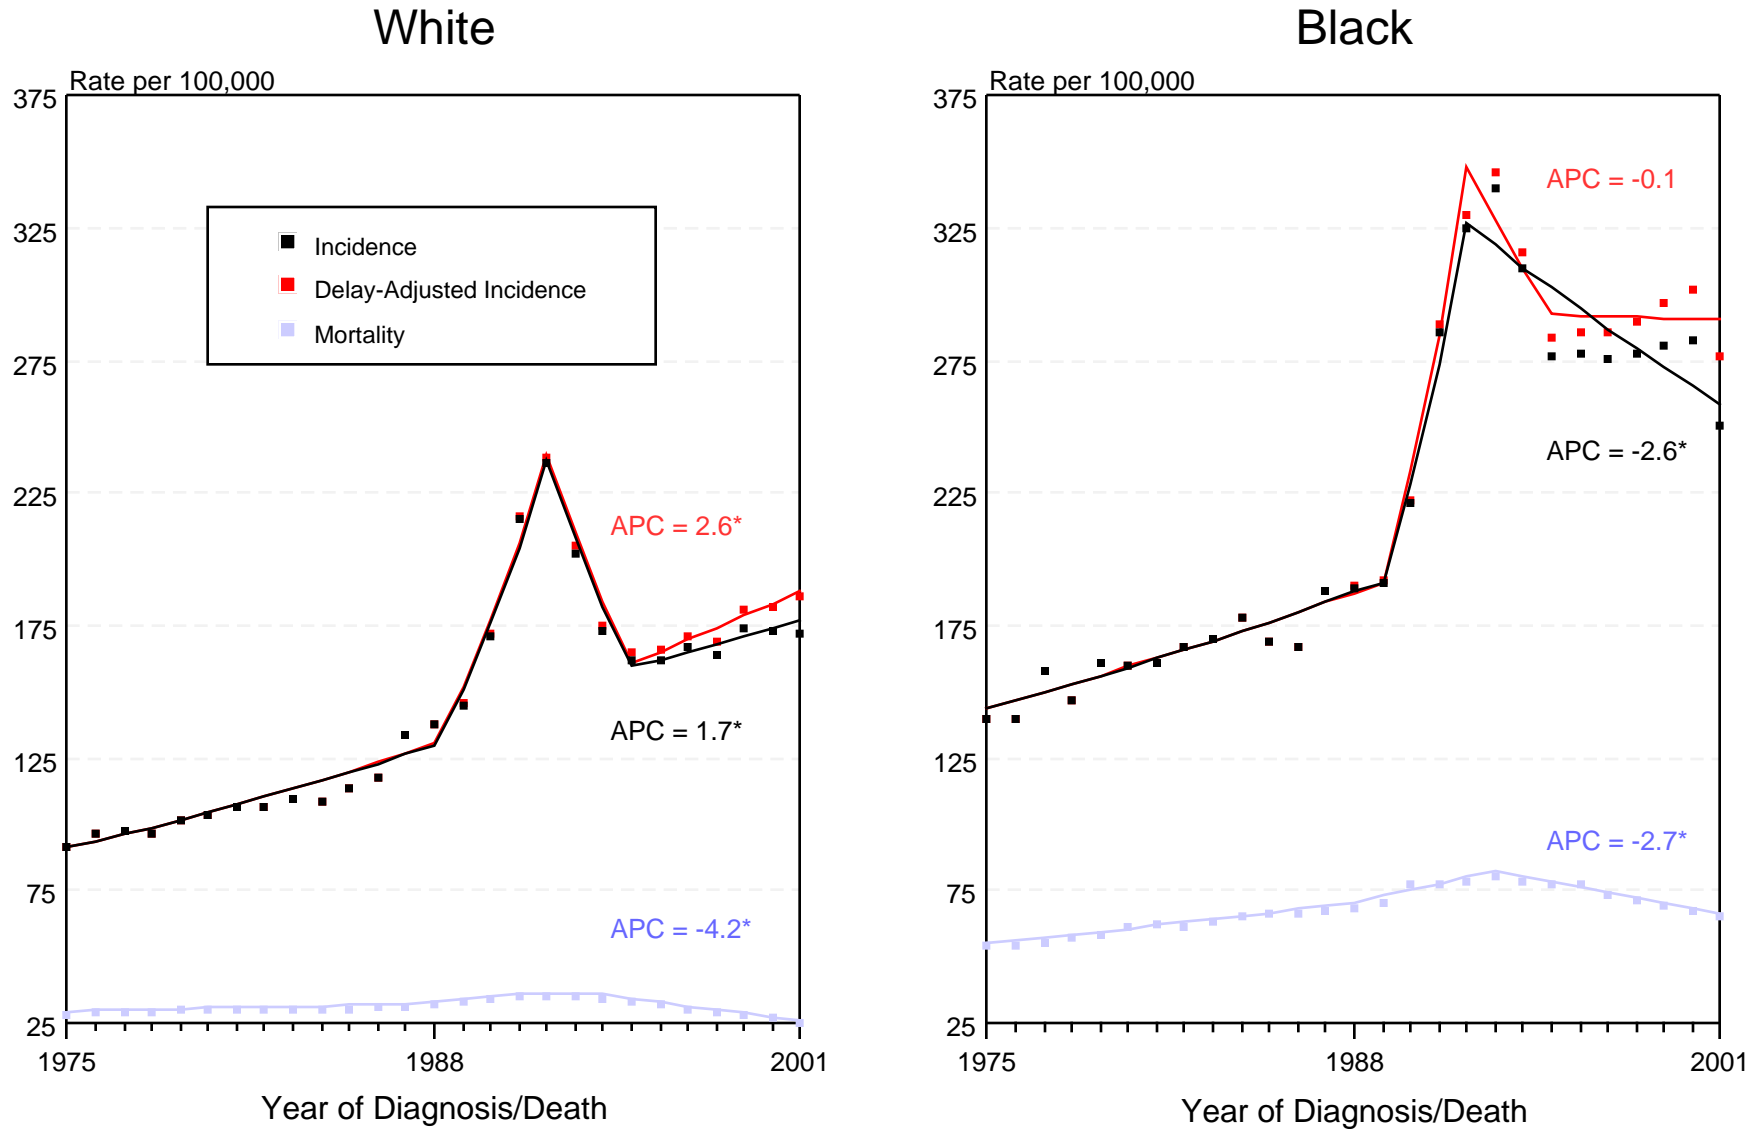 White
Rate per 100,000
375
325
275
225
175
125
75
25
Incidence
Delay-Adjusted Incidence
Mortality
APC = 2.6*
APC = 1.7*
APC = -4.2*
1975
1988
2001
Year of Diagnosis/Death
Black
Rate per 100,000
375
325
275
225
175
125
75
25
APC = -0.1
APC = -2.6*
APC = -2.7*
1975
1988
2001
Year of Diagnosis/Death